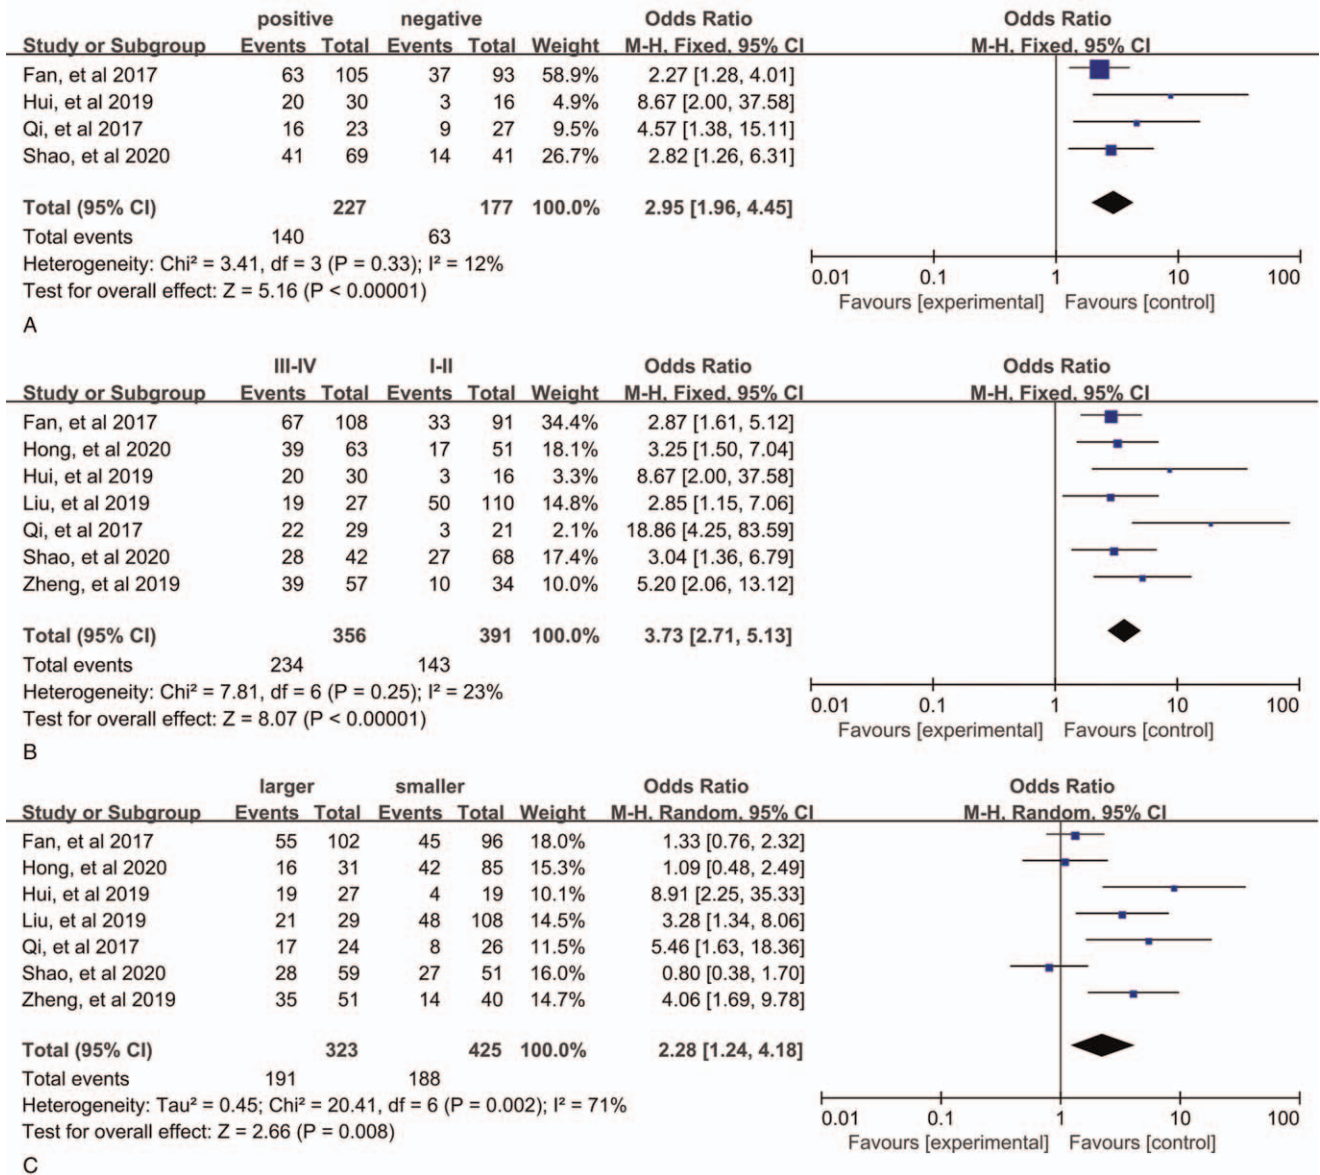 positive negative Odds Ratio Odds Ratio
Study or Subgroup Events Total Events Total Weight M-H, Fixed, 95% CI M-H, Fixed, 95% CI
Fan, et al 2017 63 105 37 93 58.9% 2.27 [1.28, 4.01]
Hui, et al 2019 20 30 3 16 4.9% 8.67 [2.00, 37.58]
Qi, et al 2017 16 23 9 27 9.5% 4.57 [1.38, 15.11]
Shao, et al 2020 41 69 14 41 26.7% 2.82 [1.26, 6.31]
Total (95% CI) 227 177 100.0% 2.95 [1.96, 4.45]
Total events 140 63
Heterogeneity: Chi² = 3.41, df = 3 (P = 0.33); I² = 12%
Test for overall effect: Z = 5.16 (P < 0.00001)
0.01 0.1 1 10 100
Favours [experimental] Favours [control]
A
III-IV I-II Odds Ratio Odds Ratio
Study or Subgroup Events Total Events Total Weight M-H, Fixed, 95% CI M-H, Fixed, 95% CI
Fan, et al 2017 67 108 33 91 34.4% 2.87 [1.61, 5.12]
Hong, et al 2020 39 63 17 51 18.1% 3.25 [1.50, 7.04]
Hui, et al 2019 20 30 3 16 3.3% 8.67 [2.00, 37.58]
Liu, et al 2019 19 27 50 110 14.8% 2.85 [1.15, 7.06]
Qi, et al 2017 22 29 3 21 2.1% 18.86 [4.25, 83.59]
Shao, et al 2020 28 42 27 68 17.4% 3.04 [1.36, 6.79]
Zheng, et al 2019 39 57 10 34 10.0% 5.20 [2.06, 13.12]
Total (95% CI) 356 391 100.0% 3.73 [2.71, 5.13]
Total events 234 143
Heterogeneity: Chi² = 7.81, df = 6 (P = 0.25); I² = 23%
Test for overall effect: Z = 8.07 (P < 0.00001)
0.01 0.1 1 10 100
Favours [experimental] Favours [control]
B
larger smaller Odds Ratio Odds Ratio
Study or Subgroup Events Total Events Total Weight M-H, Random, 95% CI M-H, Random, 95% CI
Fan, et al 2017 55 102 45 96 18.0% 1.33 [0.76, 2.32]
Hong, et al 2020 16 31 42 85 15.3% 1.09 [0.48, 2.49]
Hui, et al 2019 19 27 4 19 10.1% 8.91 [2.25, 35.33]
Liu, et al 2019 21 29 48 108 14.5% 3.28 [1.34, 8.06]
Qi, et al 2017 17 24 8 26 11.5% 5.46 [1.63, 18.36]
Shao, et al 2020 28 59 27 51 16.0% 0.80 [0.38, 1.70]
Zheng, et al 2019 35 51 14 40 14.7% 4.06 [1.69, 9.78]
Total (95% CI) 323 425 100.0% 2.28 [1.24, 4.18]
Total events 191 188
Heterogeneity: Tau² = 0.45; Chi² = 20.41, df = 6 (P = 0.002); I² = 71%
Test for overall effect: Z = 2.66 (P = 0.008)
0.01 0.1 1 10 100
Favours [experimental] Favours [control]
C